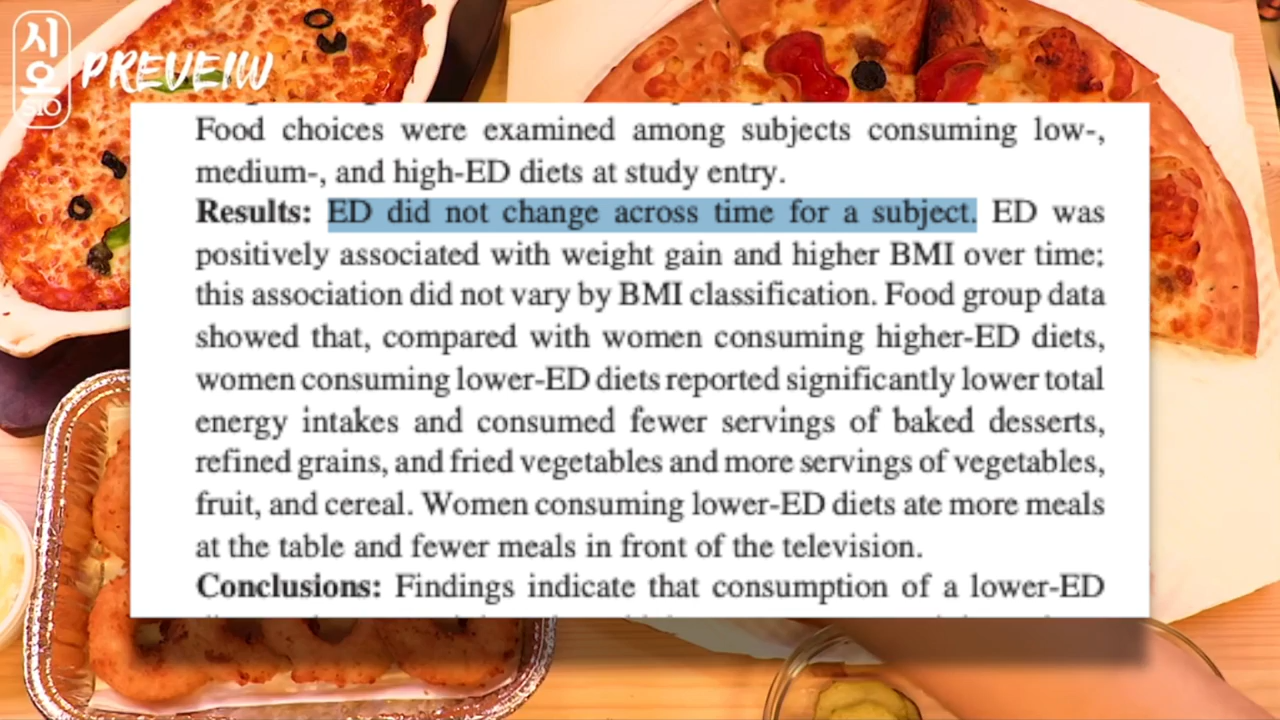 시
오
SIO
PREVEIW
Food choices were examined among subjects consuming low-,
medium-, and high-ED diets at study entry.
Results: ED did not change across time for a subject. ED was
positively associated with weight gain and higher BMI over time;
this association did not vary by BMI classification. Food group data
showed that, compared with women consuming higher-ED diets,
women consuming lower-ED diets reported significantly lower total
energy intakes and consumed fewer servings of baked desserts,
refined grains, and fried vegetables and more servings of vegetables,
fruit, and cereal. Women consuming lower-ED diets ate more meals
at the table and fewer meals in front of the television.
Conclusions: Findings indicate that consumption of a lower-ED